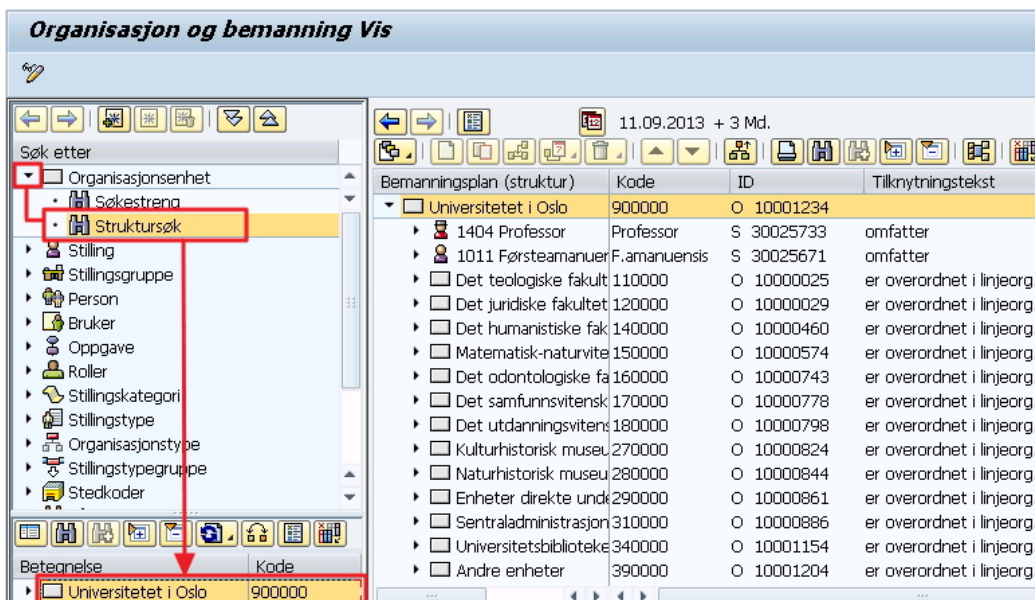 Organisasjon og bemanning Vis
Søk etter
Organisasjonsenhet
Søkestreng
Struktursøk
Stilling
Stillingsgruppe
Person
Bruker
Oppgave
Roller
Stillingskategori
Stillingstype
Organisasjonstype
Stillingstypegruppe
Stedkoder
Betegnelse Kode
Universitetet i Oslo 900000
11.09.2013 + 3 Md.
Bemanningsplan (struktur) Kode ID Tilknytningstekst
Universitetet i Oslo 900000 O 10001234
1404 Professor Professor S 30025733 omfatter
1011 Førsteamanuer F.amanuensis S 30025671 omfatter
Det teologiske fakult 110000 O 10000025 er overordnet i linjeorg.
Det juridiske fakultet 120000 O 10000029 er overordnet i linjeorg.
Det humanistiske fak 140000 O 10000460 er overordnet i linjeorg.
Matematisk-naturvite 150000 O 10000574 er overordnet i linjeorg.
Det odontologiske fa 160000 O 10000743 er overordnet i linjeorg.
Det samfunnsvitensk 170000 O 10000778 er overordnet i linjeorg.
Det utdanningsvitens 180000 O 10000798 er overordnet i linjeorg.
Kulturhistorisk museu 270000 O 10000824 er overordnet i linjeorg.
Naturhistorisk museu 280000 O 10000844 er overordnet i linjeorg.
Enheter direkte unde 290000 O 10000861 er overordnet i linjeorg.
Sentraladministrasjon 310000 O 10000886 er overordnet i linjeorg.
Universitetsbiblioteke 340000 O 10001154 er overordnet i linjeorg.
Andre enheter 390000 O 10001204 er overordnet i linjeorg.